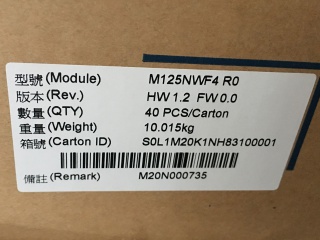 型號 (Module) M125NWF4 R0
版本 (Rev.) HW 1.2 FW 0.0
數量 (QTY) 40 PCS/Carton
重量 (Weight) 10.015kg
箱號 (Carton ID) S0L1M20K1NH83100001
備註 (Remark) M20N000735